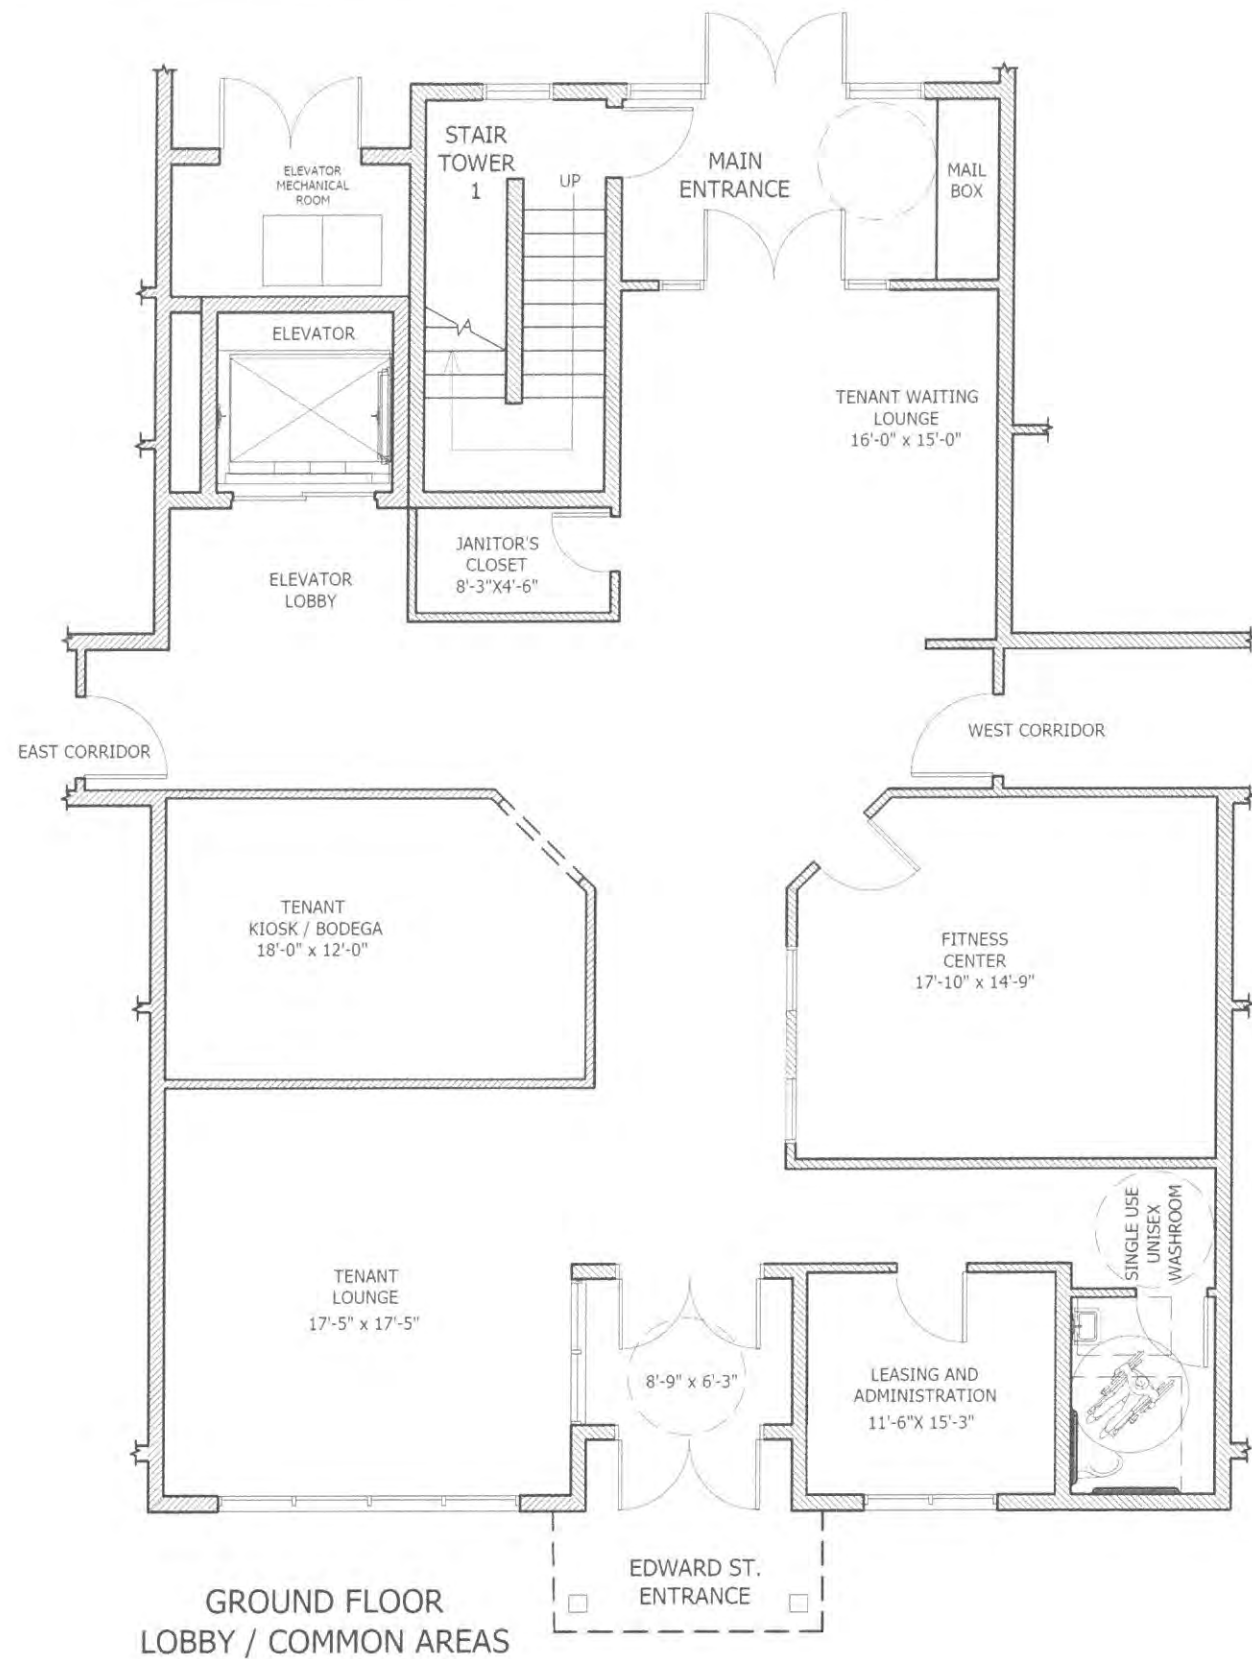 STAIR
TOWER
1
UP
MAIN
ENTRANCE
MAIL
BOX
ELEVATOR
MECHANICAL
ROOM
ELEVATOR
TENANT WAITING
LOUNGE
16'-0" x 15'-0"
JANITOR'S
CLOSET
8'-3"X4'-6"
ELEVATOR
LOBBY
EAST CORRIDOR
WEST CORRIDOR
TENANT
KIOSK / BODEGA
18'-0" x 12'-0"
FITNESS
CENTER
17'-10" x 14'-9"
SINGLE USE
UNISEX
WASHROOM
TENANT
LOUNGE
17'-5" x 17'-5"
8'-9" x 6'-3"
LEASING AND
ADMINISTRATION
11'-6"X 15'-3"
EDWARD ST.
ENTRANCE
GROUND FLOOR
LOBBY / COMMON AREAS